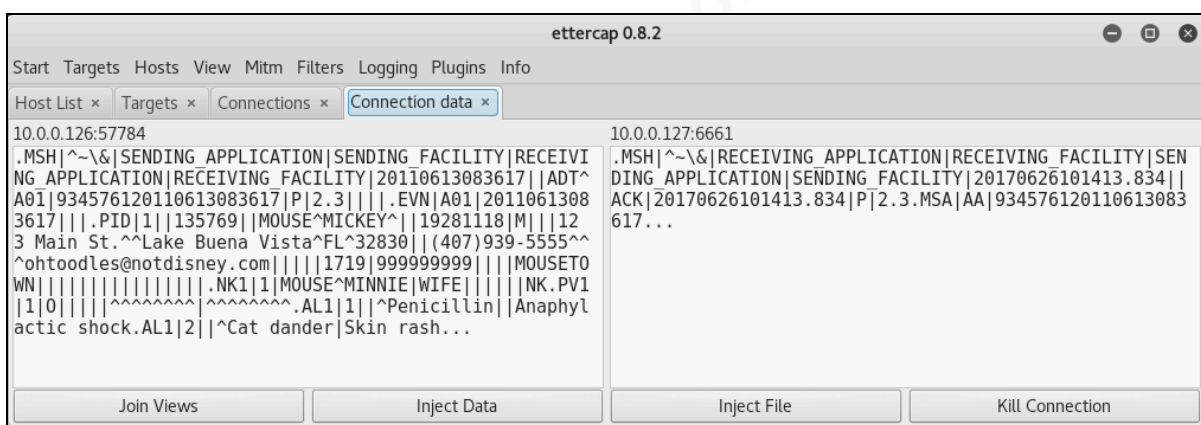 ettercap 0.8.2
Start Targets Hosts View Mitm Filters Logging Plugins Info
Host List × Targets × Connections × Connection data ×
10.0.0.126:57784
.MSH|^~\&|SENDING_APPLICATION|SENDING_FACILITY|RECEIVI
NG_APPLICATION|RECEIVING_FACILITY|20110613083617||ADT^
A01|934576120110613083617|P|2.3||||.EVN|A01|2011061308
3617|||.PID|1||135769||MOUSE^MICKEY^||19281118|M|||12
3 Main St.^^Lake Buena Vista^FL^32830||(407)939-5555^^
^ohtoodles@notdisney.com|||||1719|999999999||||MOUSETO
WN||||||||||||||||.NK1|1|MOUSE^MINNIE|WIFE||||||NK.PV1
|1|O|||||^^^^^^^^|^^^^^^^^.AL1|1||^Penicillin||Anaphyl
actic shock.AL1|2||^Cat dander|Skin rash...
10.0.0.127:6661
.MSH|^~\&|RECEIVING_APPLICATION|RECEIVING_FACILITY|SEN
DING_APPLICATION|SENDING_FACILITY|20170626101413.834||
ACK|20170626101413.834|P|2.3.MSA|AA|934576120110613083
617...
Join Views Inject Data Inject File Kill Connection